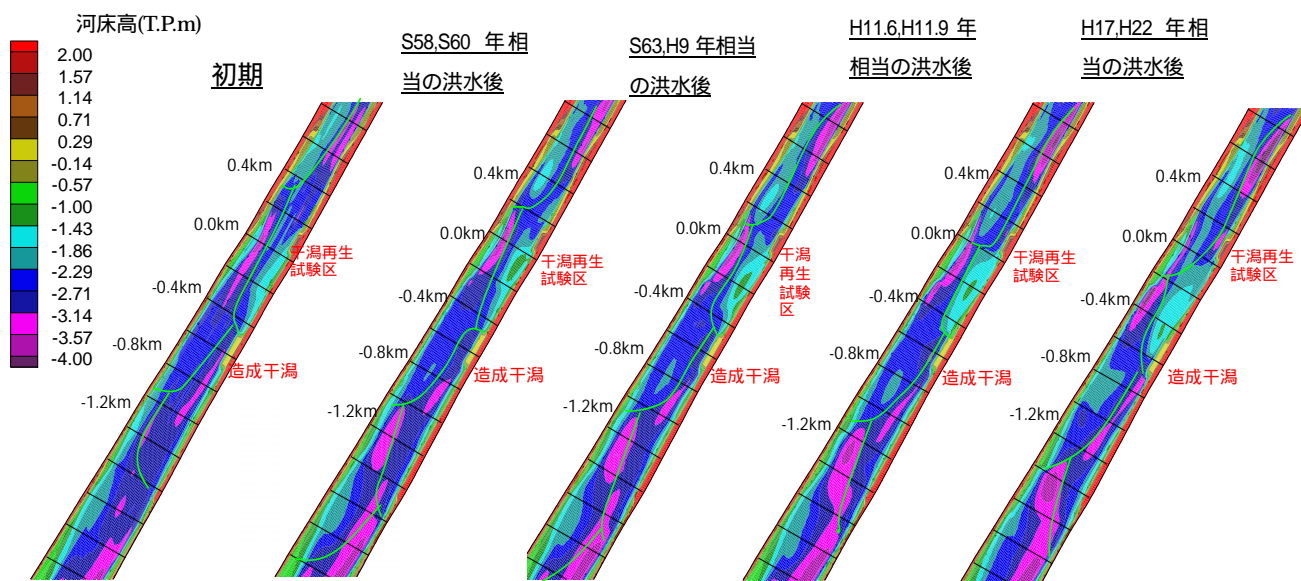 河床高(T.P.m)
2.00
1.57
1.14
0.71
0.29
-0.14
-0.57
-1.00
-1.43
-1.86
-2.29
-2.71
-3.14
-3.57
-4.00
初期
0.4km
0.0km
-0.4km
-0.8km
-1.2km
干潟再生
試験区
造成干潟
S58,S60 年相
当の洪水後
0.4km
0.0km
-0.4km
-0.8km
-1.2km
干潟再生
試験区
S63,H9 年相当
の洪水後
0.4km
0.0km
-0.4km
-0.8km
-1.2km
干潟
再生
試験
区
造成干潟
H11.6,H11.9 年
相当の洪水後
0.4km
0.0km
-0.4km
-0.8km
-1.2km
干潟再生
試験区
造成干潟
H17,H22 年相
当の洪水後
0.4km
0.0km
-0.4km
-0.8km
-1.2km
干潟再生
試験区
造成干潟